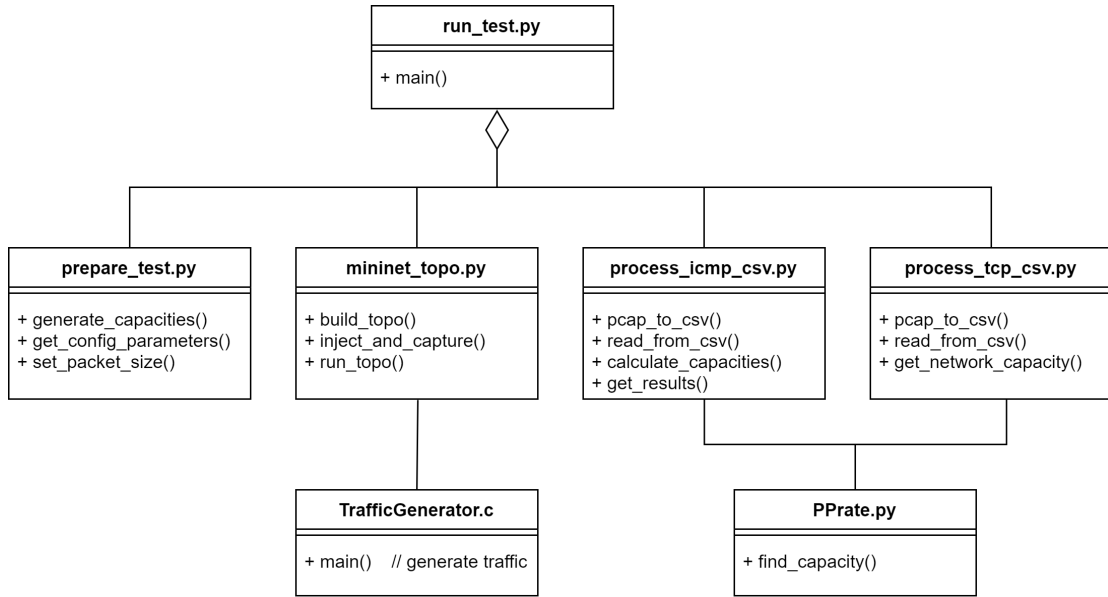 run_test.py
+ main()
prepare_test.py
+ generate_capacities()
+ get_config_parameters()
+ set_packet_size()
mininet_topo.py
+ build_topo()
+ inject_and_capture()
+ run_topo()
process_icmp_csv.py
+ pcap_to_csv()
+ read_from_csv()
+ calculate_capacities()
+ get_results()
process_tcp_csv.py
+ pcap_to_csv()
+ read_from_csv()
+ get_network_capacity()
TrafficGenerator.c
+ main() // generate traffic
PPrate.py
+ find_capacity()